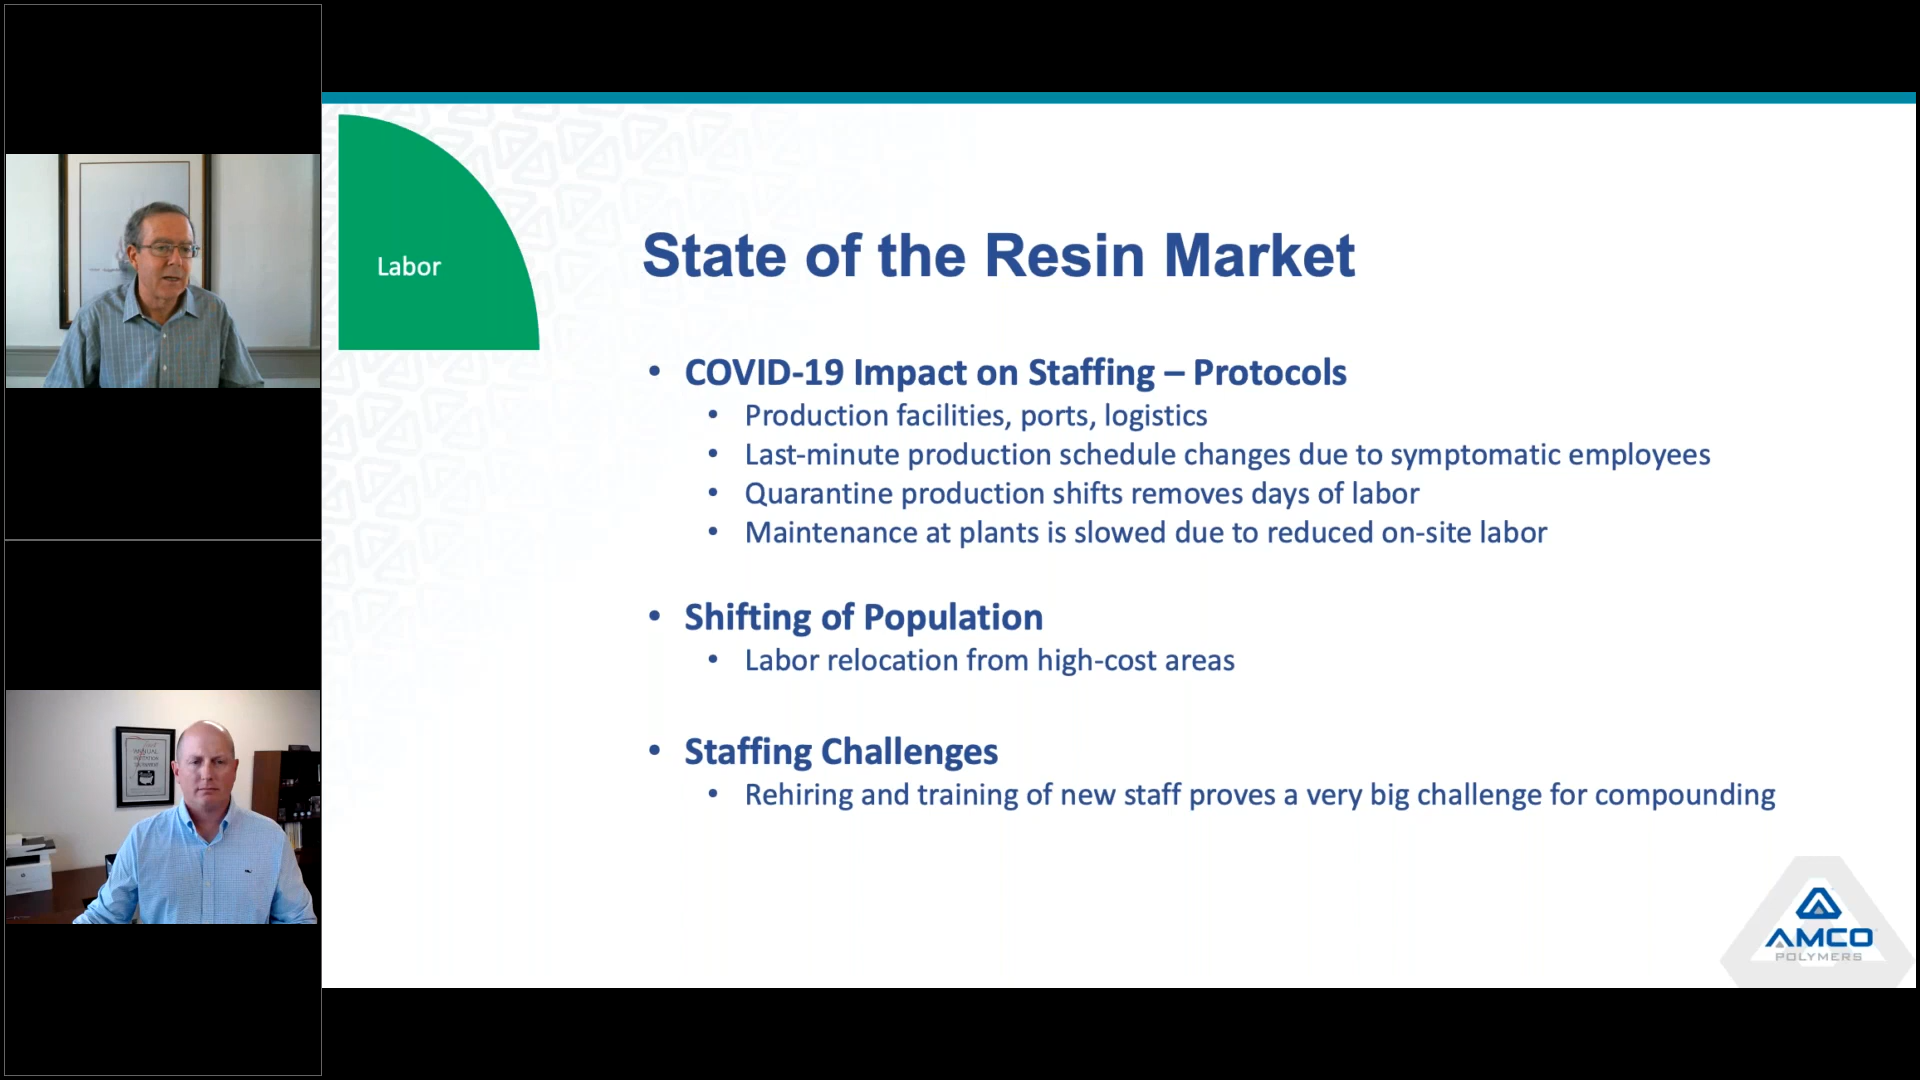 Labor
State of the Resin Market
• COVID-19 Impact on Staffing – Protocols
• Production facilities, ports, logistics
• Last-minute production schedule changes due to symptomatic employees
• Quarantine production shifts removes days of labor
• Maintenance at plants is slowed due to reduced on-site labor
• Shifting of Population
• Labor relocation from high-cost areas
• Staffing Challenges
• Rehiring and training of new staff proves a very big challenge for compounding
ANNUAL
AMCO
POLYMERS